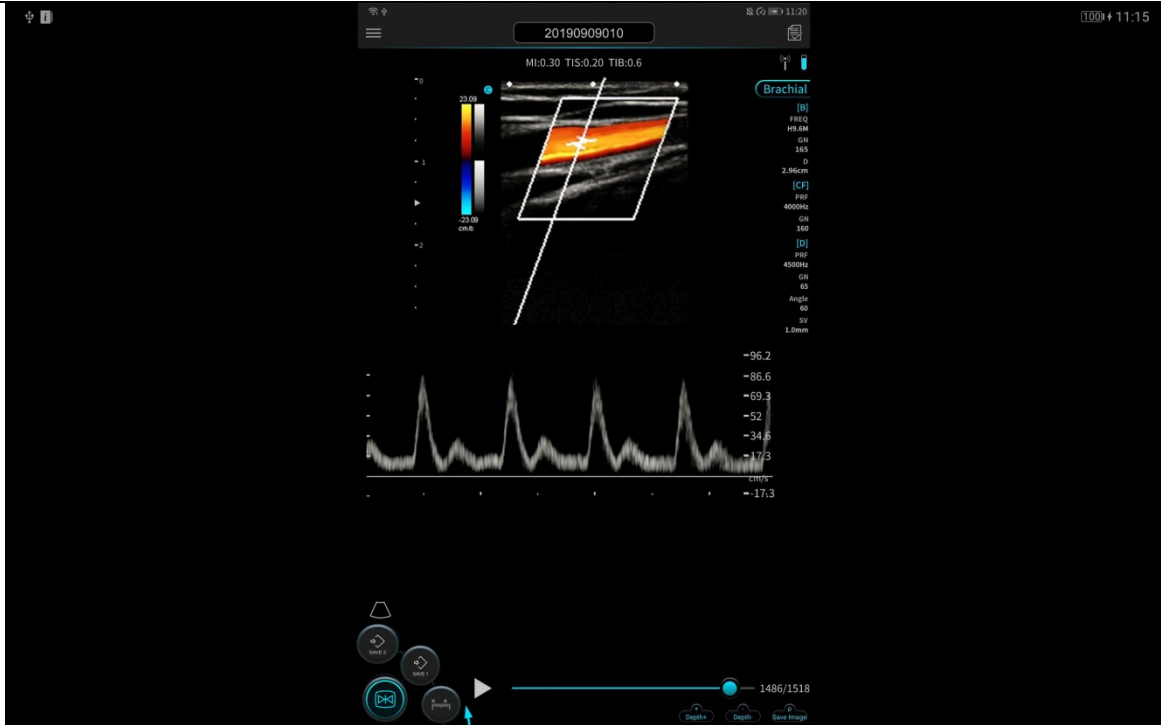 100 11:15
11:20
20190909010
MI:0.30 TIS:0.20 TIB:0.6
C
Brachial
23.09
-23.09
cm/s
0
1
2
[B]
FREQ
H9.6M
GN
165
D
2.96cm
[CF]
PRF
4000Hz
GN
160
[D]
PRF
4500Hz
GN
65
Angle
60
SV
1.0mm
96.2
86.6
69.3
52
34.6
17.3
cm/s
-17.3
SAVE 2
SAVE 1
1486/1518
+
Depth+
-
Depth-
p
Save Image